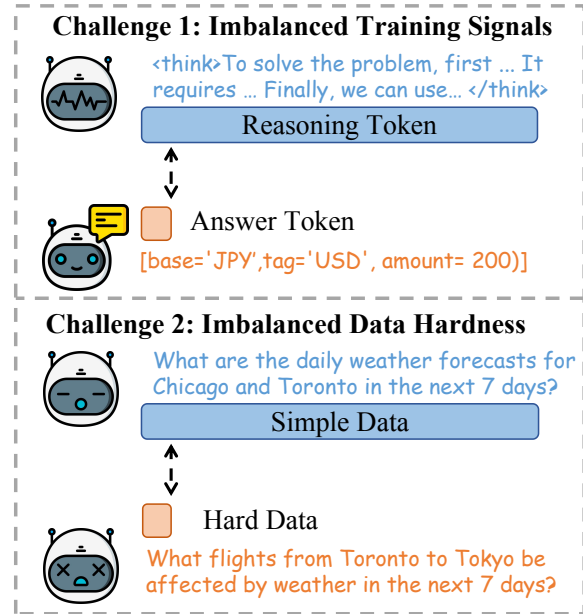 Challenge 1: Imbalanced Training Signals
<think>To solve the problem, first ... It
requires ... Finally, we can use... </think>
Reasoning Token
Answer Token
[base='JPY',tag='USD', amount= 200)]
Challenge 2: Imbalanced Data Hardness
What are the daily weather forecasts for
Chicago and Toronto in the next 7 days?
Simple Data
Hard Data
What flights from Toronto to Tokyo be
affected by weather in the next 7 days?